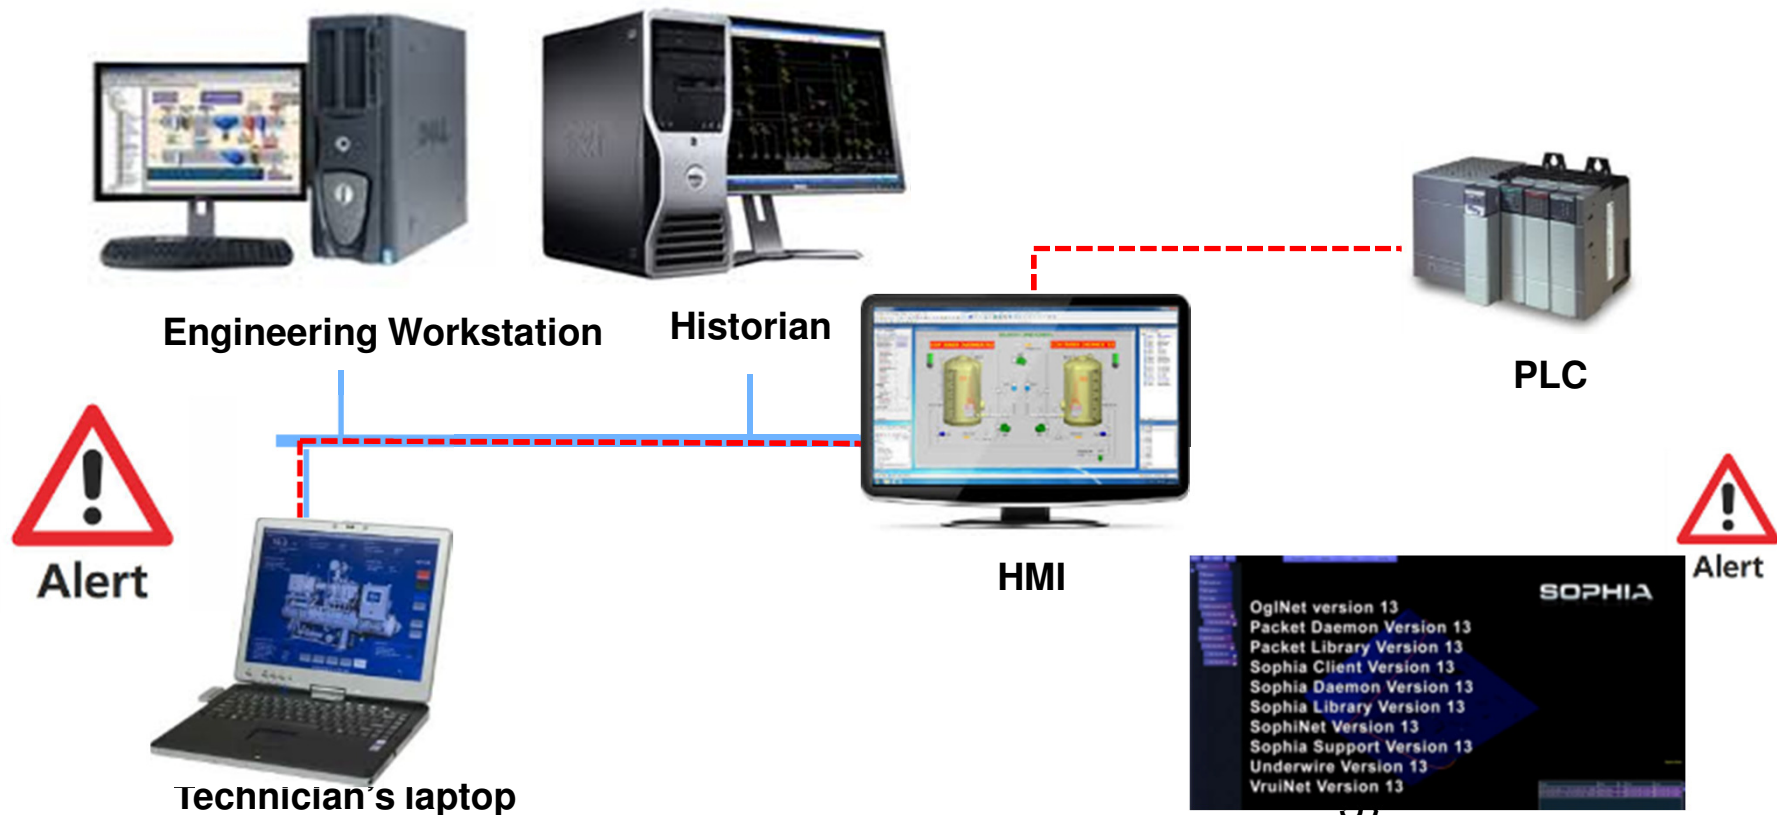 Engineering Workstation
Historian
PLC
Alert
HMI
Alert
SOPHIA
OglNet version 13
Packet Daemon Version 13
Packet Library Version 13
Sophia Client Version 13
Sophia Daemon Version 13
Sophia Library Version 13
SophiNet Version 13
Sophia Support Version 13
Underwire Version 13
VruiNet Version 13
Technician's laptop